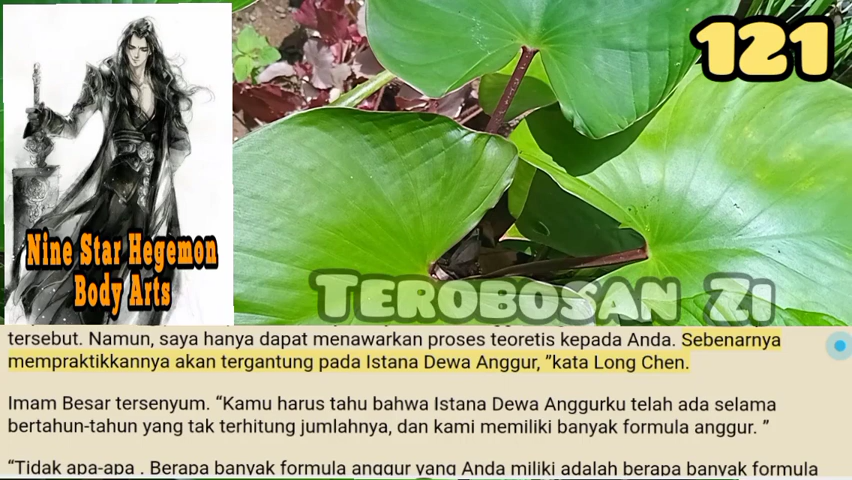 121
Nine Star Hegemon
Body Arts
Terobosan Zi
tersebut. Namun, saya hanya dapat menawarkan proses teoretis kepada Anda. Sebenarnya
mempraktikkannya akan tergantung pada Istana Dewa Anggur, ”kata Long Chen.
Imam Besar tersenyum. “Kamu harus tahu bahwa Istana Dewa Anggurku telah ada selama
bertahun-tahun yang tak terhitung jumlahnya, dan kami memiliki banyak formula anggur. ”
“Tidak apa-apa . Berapa banyak formula anggur yang Anda miliki adalah berapa banyak formula